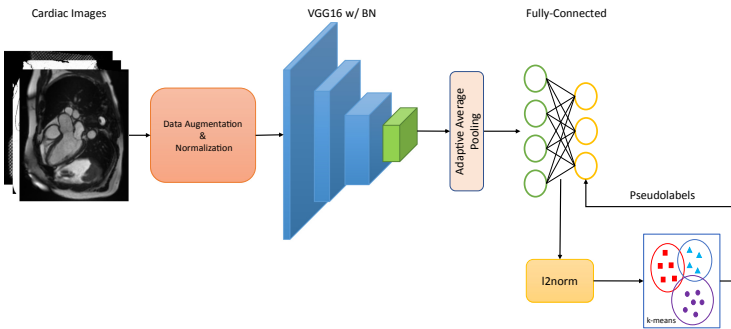 Cardiac Images
VGG16 w/ BN
Fully-Connected
Data Augmentation
&
Normalization
Adaptive Average
Pooling
Pseudolabels
l2norm
k-means